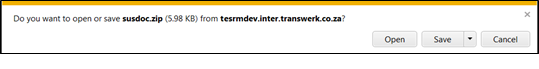 Do you want to open or save susdoc.zip (5.98 KB) from tesrmdev.inter.transwerk.co.za?
Open Save Cancel